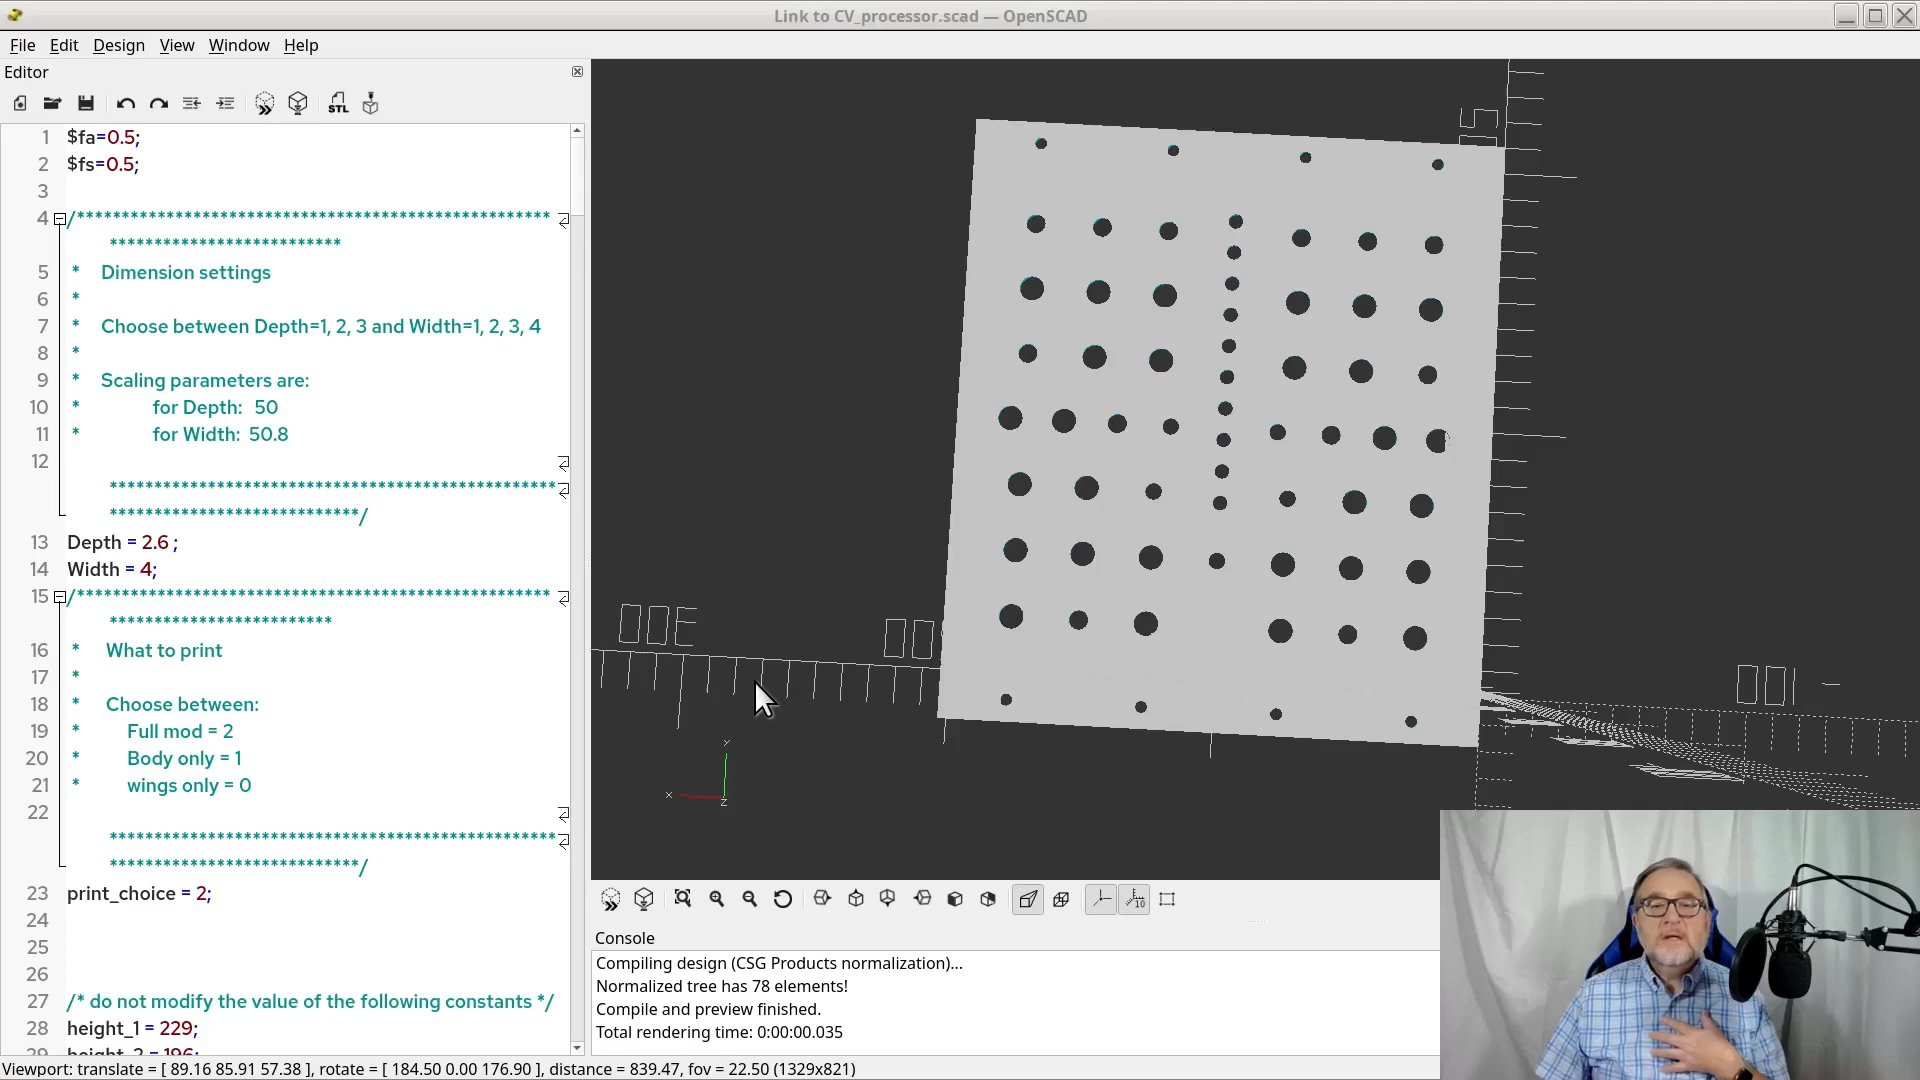 Link to CV_processor.scad — OpenSCAD
File Edit Design View Window Help
Editor
STL
1 $fa=0.5;
2 $fs=0.5;
3
4 /*****************************************************
**************************
5 * Dimension settings
6 *
7 * Choose between Depth=1, 2, 3 and Width=1, 2, 3, 4
8 *
9 * Scaling parameters are:
10 * for Depth: 50
11 * for Width: 50.8
12
**************************************************
****************************/
13 Depth = 2.6 ;
14 Width = 4;
15 /*****************************************************
*************************
16 * What to print
17 *
18 * Choose between:
19 * Full mod = 2
20 * Body only = 1
21 * wings only = 0
22
**************************************************
****************************/
23 print_choice = 2;
24
25
26
27 /* do not modify the value of the following constants */
28 height_1 = 229;
29 height_2 = 196;
X
Y
Z
10
Console
Compiling design (CSG Products normalization)...
Normalized tree has 78 elements!
Compile and preview finished.
Total rendering time: 0:00:00.035
Viewport: translate = [ 89.16 85.91 57.38 ], rotate = [ 184.50 0.00 176.90 ], distance = 839.47, fov = 22.50 (1329x821)